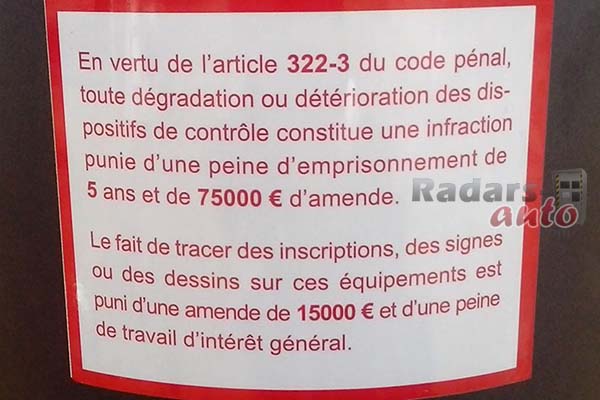 En vertu de l'article 322-3 du code pénal,
toute dégradation ou détérioration des dis-
positifs de contrôle constitue une infraction
punie d'une peine d'emprisonnement de
5 ans et de 75000 € d'amende.
Radars
auto
Le fait de tracer des inscriptions, des signes
ou des dessins sur ces équipements est
puni d'une amende de 15000 € et d'une peine
de travail d'intérêt général.